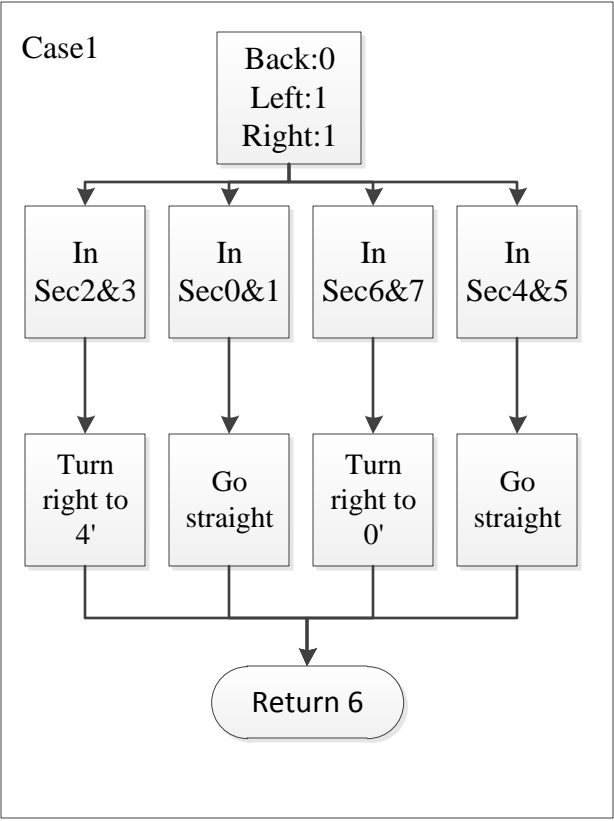 Case1
Back:0
Left:1
Right:1
In
Sec2&3
In
Sec0&1
In
Sec6&7
In
Sec4&5
Turn
right to
4'
Go
straight
Turn
right to
0'
Go
straight
Return 6